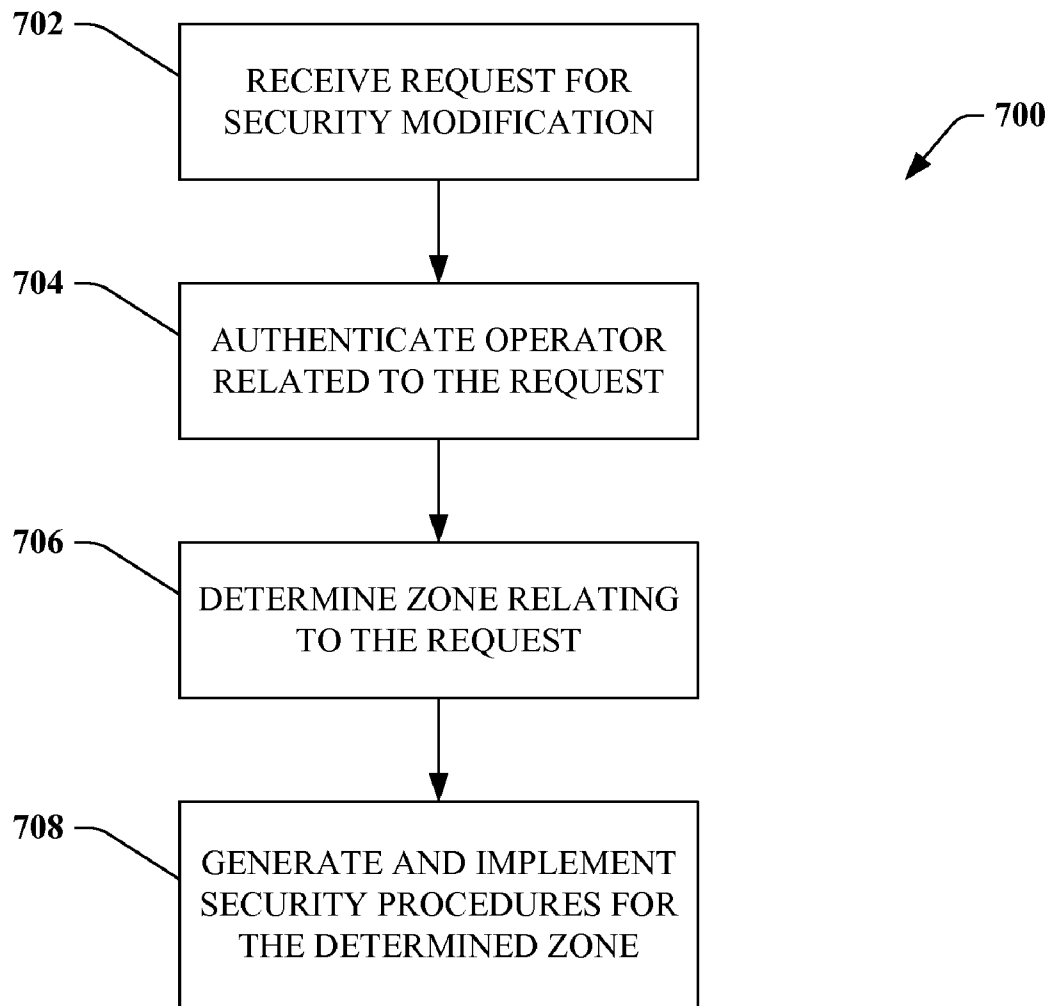 702
RECEIVE REQUEST FOR
SECURITY MODIFICATION
700
704
AUTHENTICATE OPERATOR
RELATED TO THE REQUEST
706
DETERMINE ZONE RELATING
TO THE REQUEST
708
GENERATE AND IMPLEMENT
SECURITY PROCEDURES FOR
THE DETERMINED ZONE